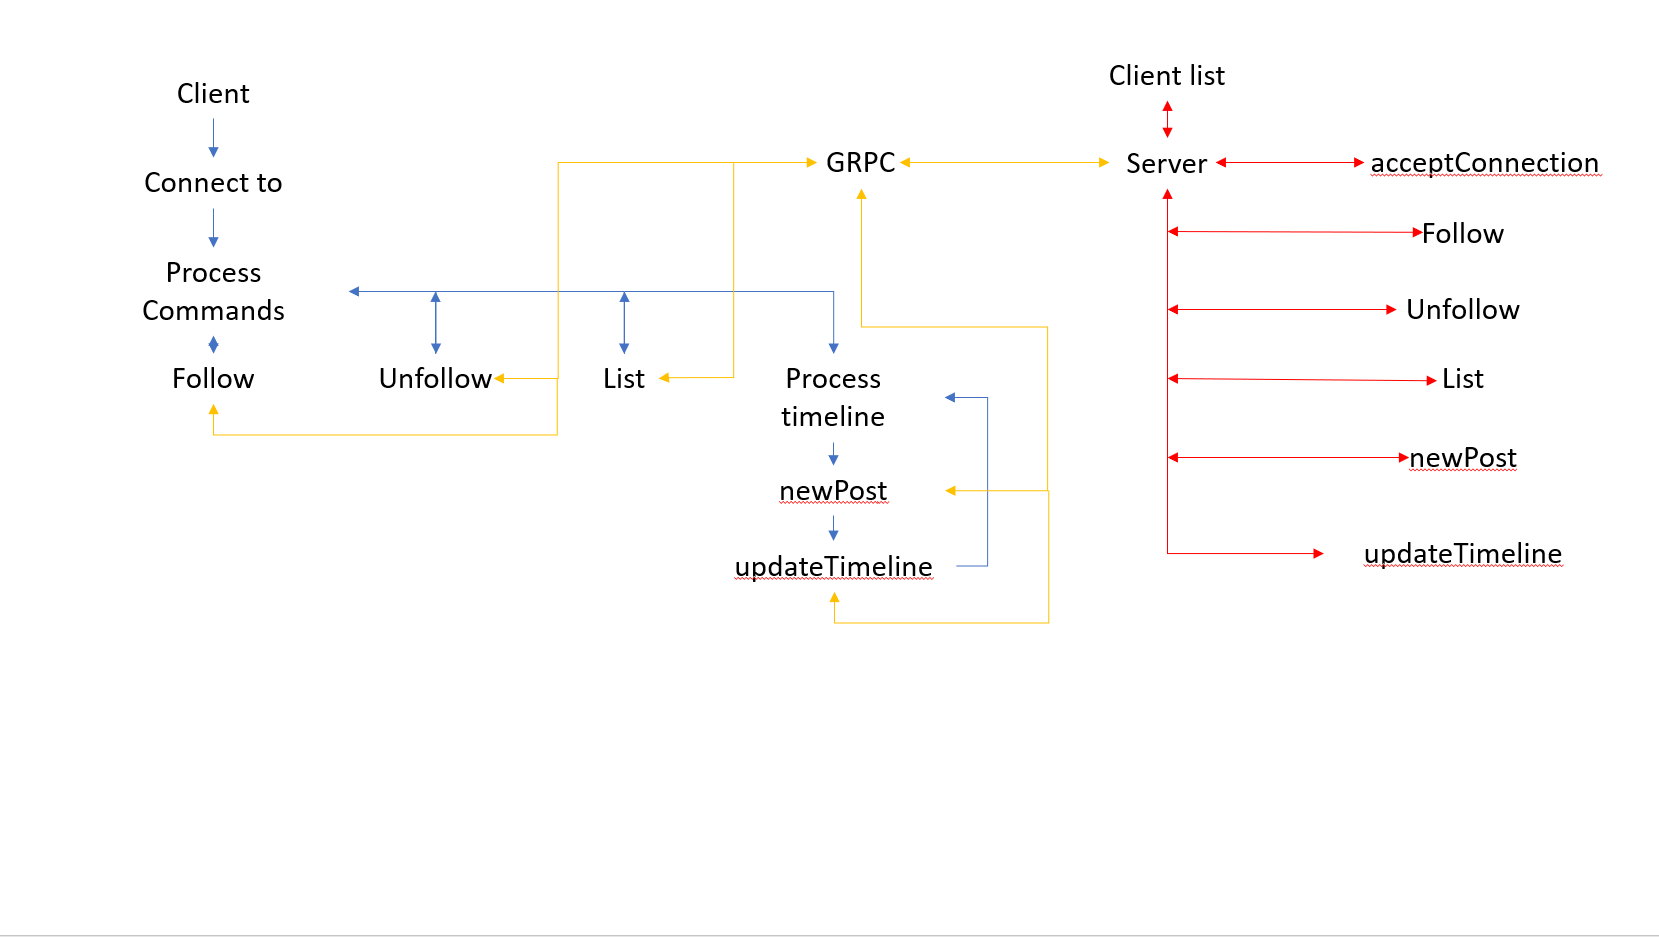 Client
Connect to
Process
Commands
Follow
Unfollow
List
Process
timeline
newPost
updateTimeline
GRPC
Client list
Server
acceptConnection
Follow
Unfollow
List
newPost
updateTimeline